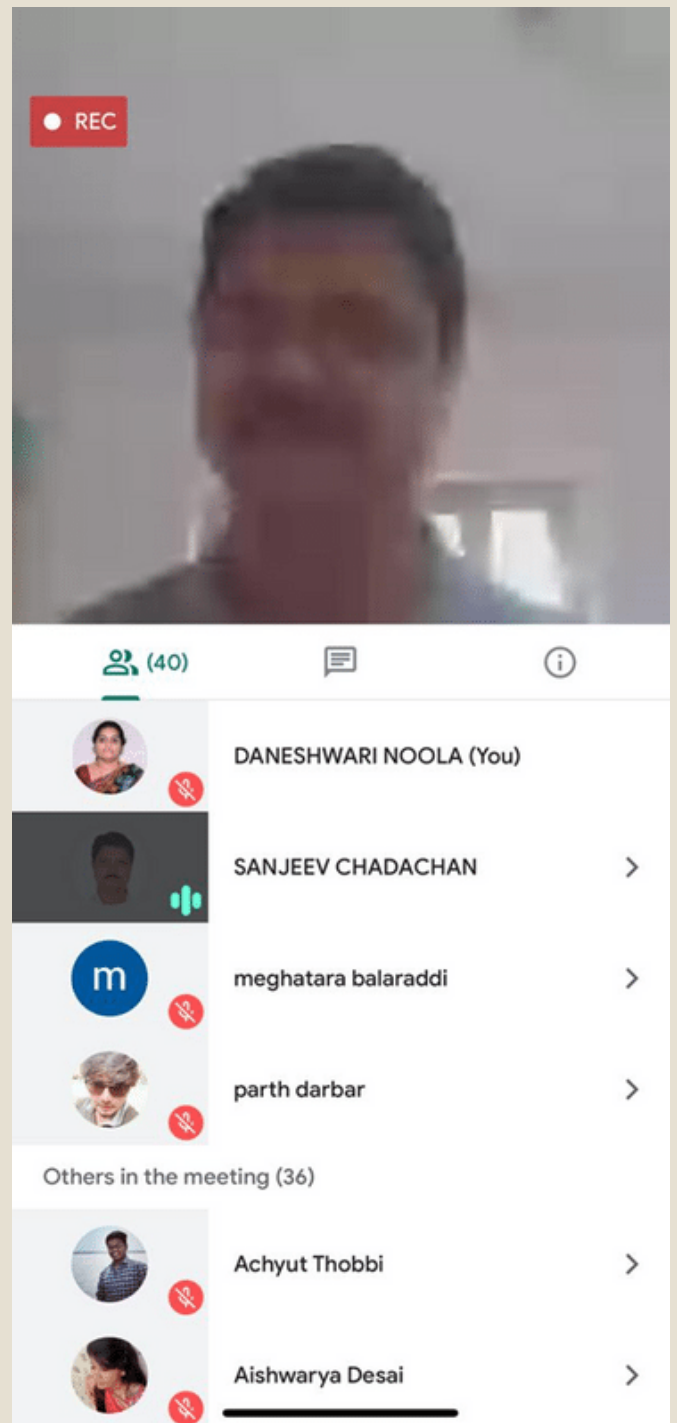 REC
(40)
DANESHWARI NOOLA (You)
SANJEEV CHADACHAN
m
meghatara balaraddi
parth darbar
Others in the meeting (36)
Achyut Thobbi
Aishwarya Desai